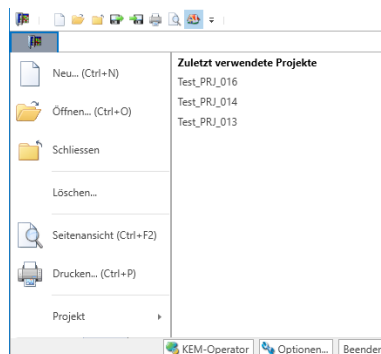 Neu... (Ctrl+N)
Öffnen... (Ctrl+O)
Schliessen
Löschen...
Seitenansicht (Ctrl+F2)
Drucken... (Ctrl+P)
Projekt
Zuletzt verwendete Projekte
Test_PRJ_016
Test_PRJ_014
Test_PRJ_013
KEM-Operator
Optionen...
Beenden